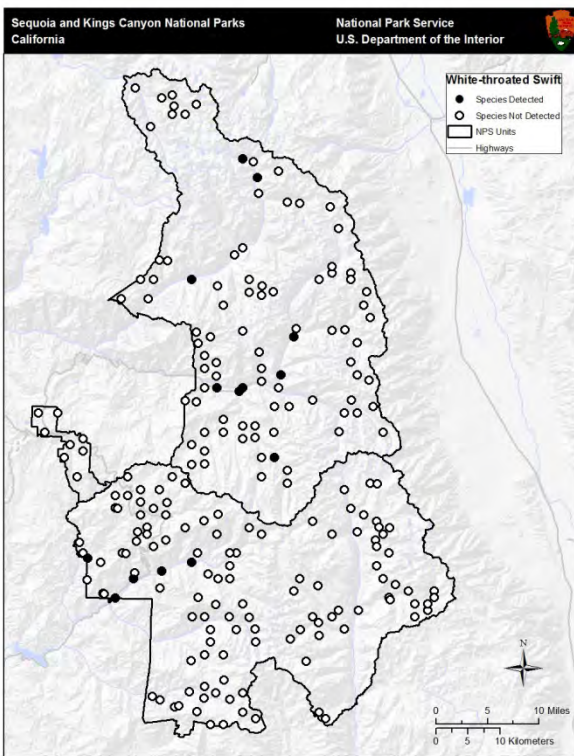 Sequoia and Kings Canyon National Parks
California
National Park Service
U.S. Department of the Interior
White-throated Swift
Species Detected
Species Not Detected
NPS Units
Highways
N
0 5 10 Miles
0 5 10 Kilometers